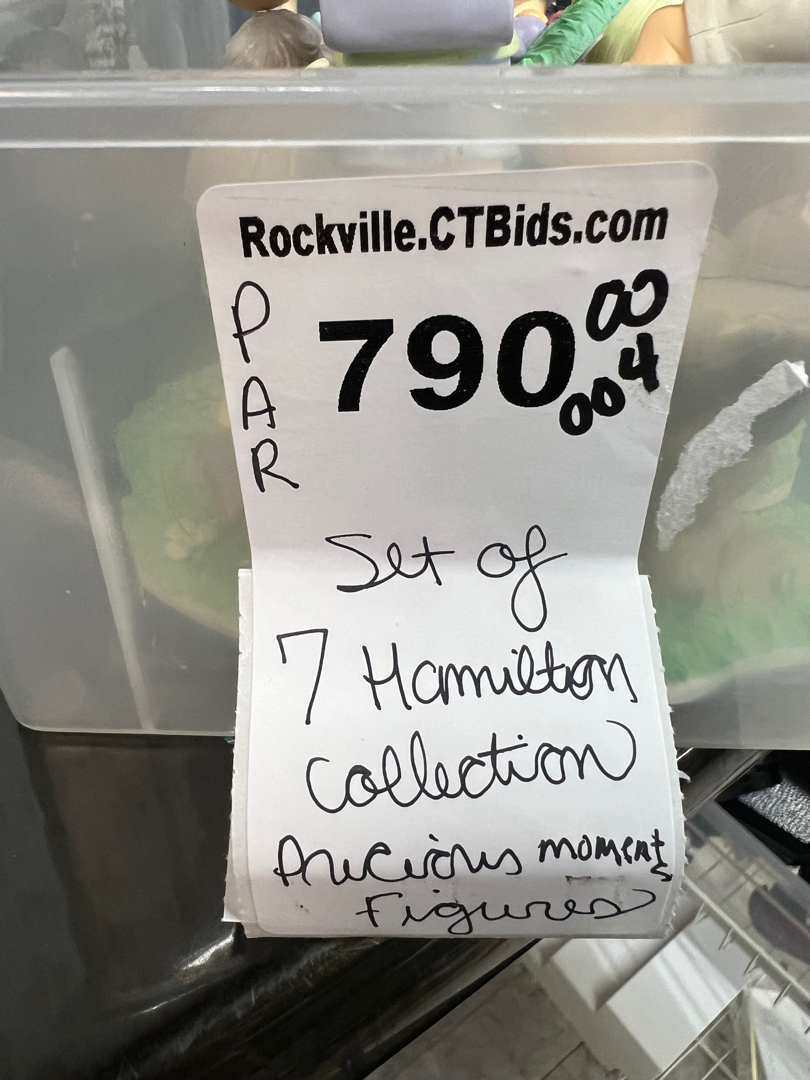 Rockville.CTBids.com
P
A
R
790
00
004
Set of
7 Hamilton
Collection
Precious moments
Figures